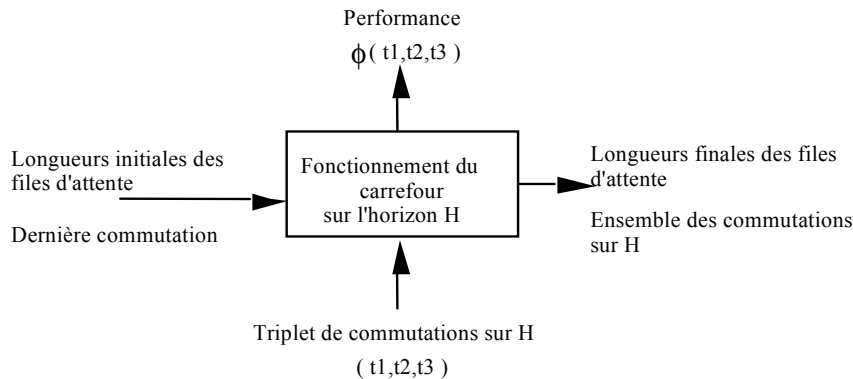 Performance
ϕ( t1,t2,t3 )
Longueurs initiales des
files d'attente
Dernière commutation
Fonctionnement du
carrefour
sur l'horizon H
Longueurs finales des files
d'attente
Ensemble des commutations
sur H
Triplet de commutations sur H
( t1,t2,t3 )